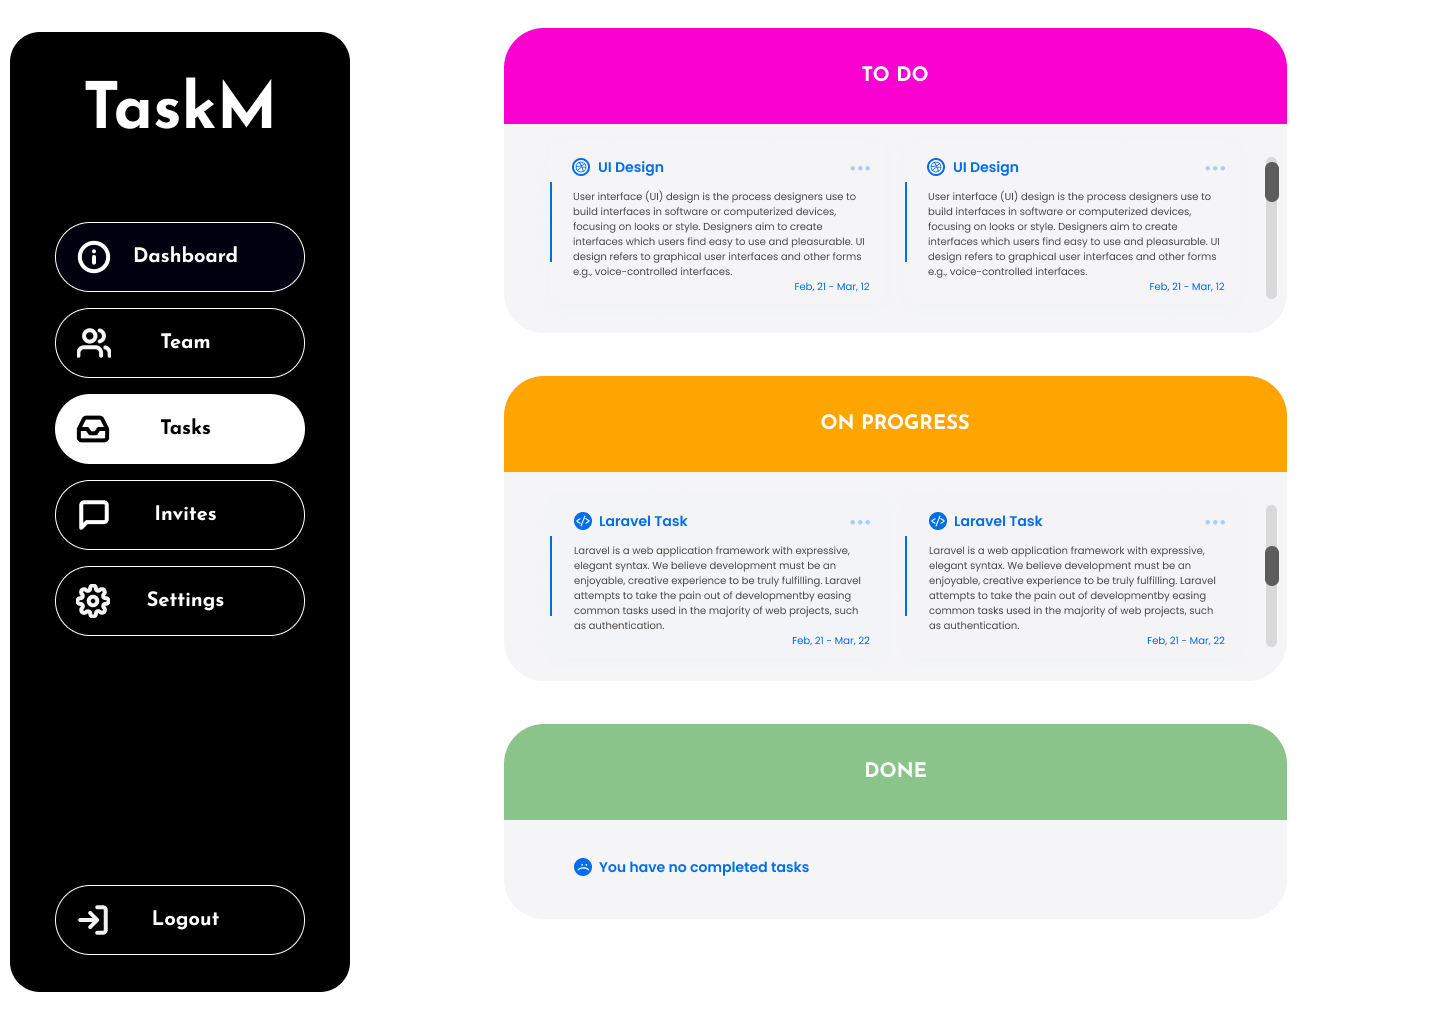 TaskM
Dashboard
Team
Tasks
Invites
Settings
Logout
TO DO
UI Design
User interface (UI) design is the process designers use to
build interfaces in software or computerized devices,
focusing on looks or style. Designers aim to create
interfaces which users find easy to use and pleasurable. UI
design refers to graphical user interfaces and other forms
e.g., voice-controlled interfaces.
Feb, 21 - Mar, 12
UI Design
User interface (UI) design is the process designers use to
build interfaces in software or computerized devices,
focusing on looks or style. Designers aim to create
interfaces which users find easy to use and pleasurable. UI
design refers to graphical user interfaces and other forms
e.g., voice-controlled interfaces.
Feb, 21 - Mar, 12
ON PROGRESS
Laravel Task
Laravel is a web application framework with expressive,
elegant syntax. We believe development must be an
enjoyable, creative experience to be truly fulfilling. Laravel
attempts to take the pain out of developmentby easing
common tasks used in the majority of web projects, such
as authentication.
Feb, 21 - Mar, 22
Laravel Task
Laravel is a web application framework with expressive,
elegant syntax. We believe development must be an
enjoyable, creative experience to be truly fulfilling. Laravel
attempts to take the pain out of developmentby easing
common tasks used in the majority of web projects, such
as authentication.
Feb, 21 - Mar, 22
DONE
You have no completed tasks